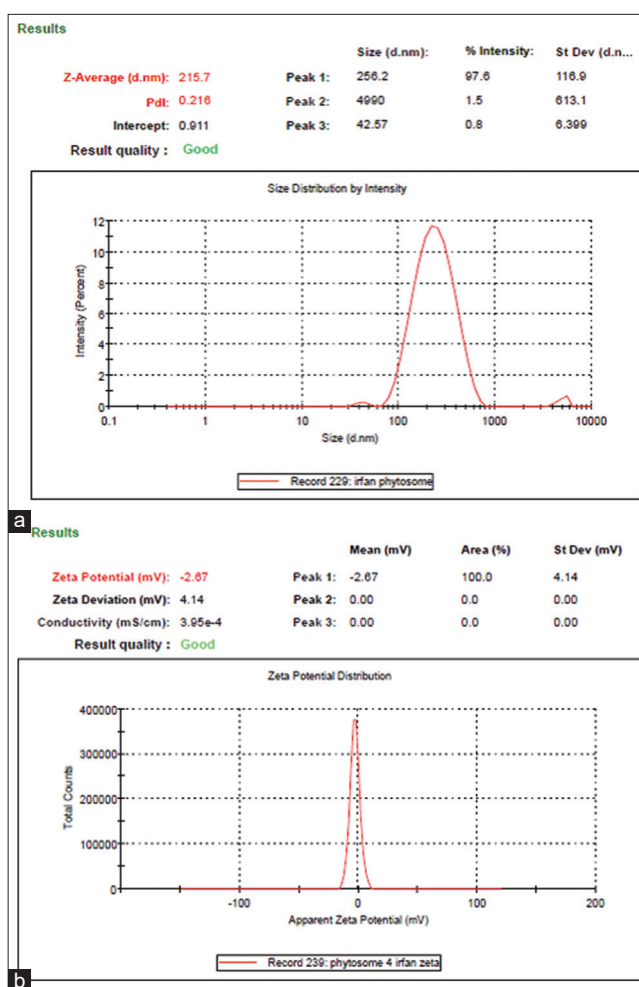 Results
Size (d.nm): % Intensity: St Dev (d.n...
Z-Average (d.nm): 215.7 Peak 1: 256.2 97.6 116.9
PdI: 0.216 Peak 2: 4990 1.5 613.1
Intercept: 0.911 Peak 3: 42.57 0.8 6.399
Result quality : Good
Size Distribution by Intensity
Intensity (Percent)
12
10
8
6
4
2
0
0.1 1 10 100 1000 10000
Size (d.nm)
Record 229: irfan phytosome
a
Results
Mean (mV) Area (%) St Dev (mV)
Zeta Potential (mV): -2.67 Peak 1: -2.67 100.0 4.14
Zeta Deviation (mV): 4.14 Peak 2: 0.00 0.0 0.00
Conductivity (mS/cm): 3.95e-4 Peak 3: 0.00 0.0 0.00
Result quality : Good
Zeta Potential Distribution
Total Counts
400000
300000
200000
100000
0
-100 0 100 200
Apparent Zeta Potential (mV)
Record 239: phytosome 4 irfan zeta
b